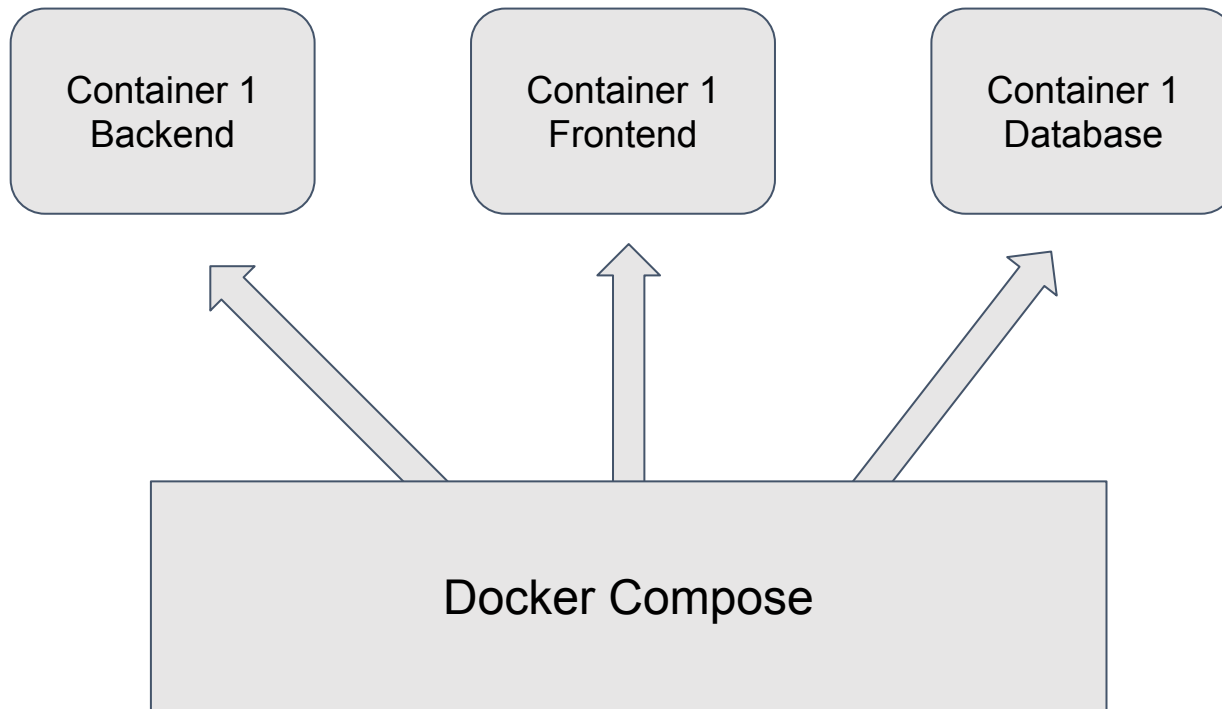 Container 1
Backend
Container 1
Frontend
Container 1
Database
Docker Compose